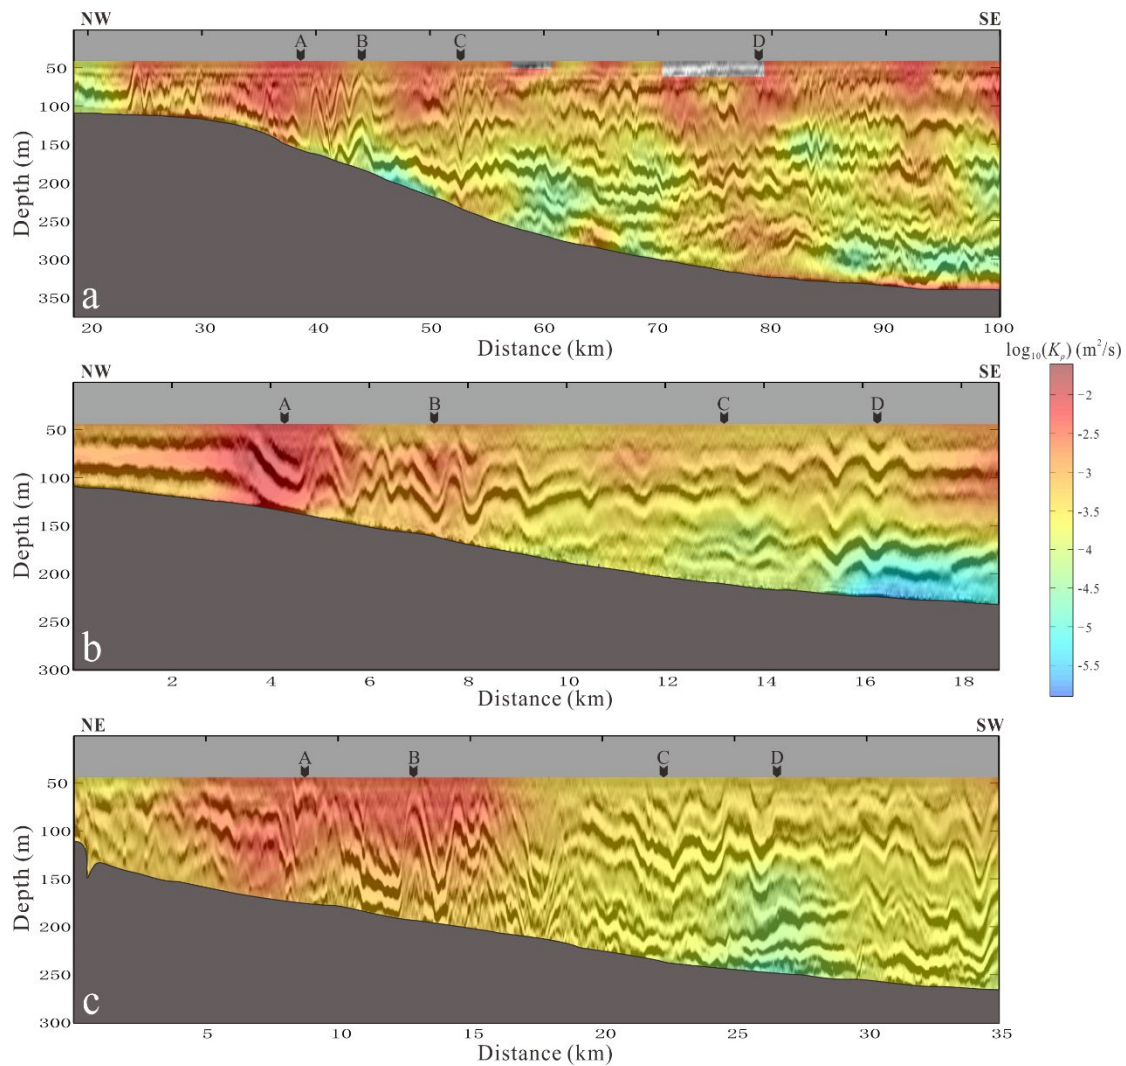 NW SE
A B C D
50
100
150
200
250
300
350
Depth (m)
a
20 30 40 50 60 70 80 90 100
Distance (km)
log₁₀(Kρ) (m²/s)
-2
-2.5
-3
-3.5
-4
-4.5
-5
-5.5
NW SE
A B C D
50
100
150
200
250
300
Depth (m)
b
2 4 6 8 10 12 14 16 18
Distance (km)
NE SW
A B C D
50
100
150
200
250
300
Depth (m)
c
5 10 15 20 25 30 35
Distance (km)